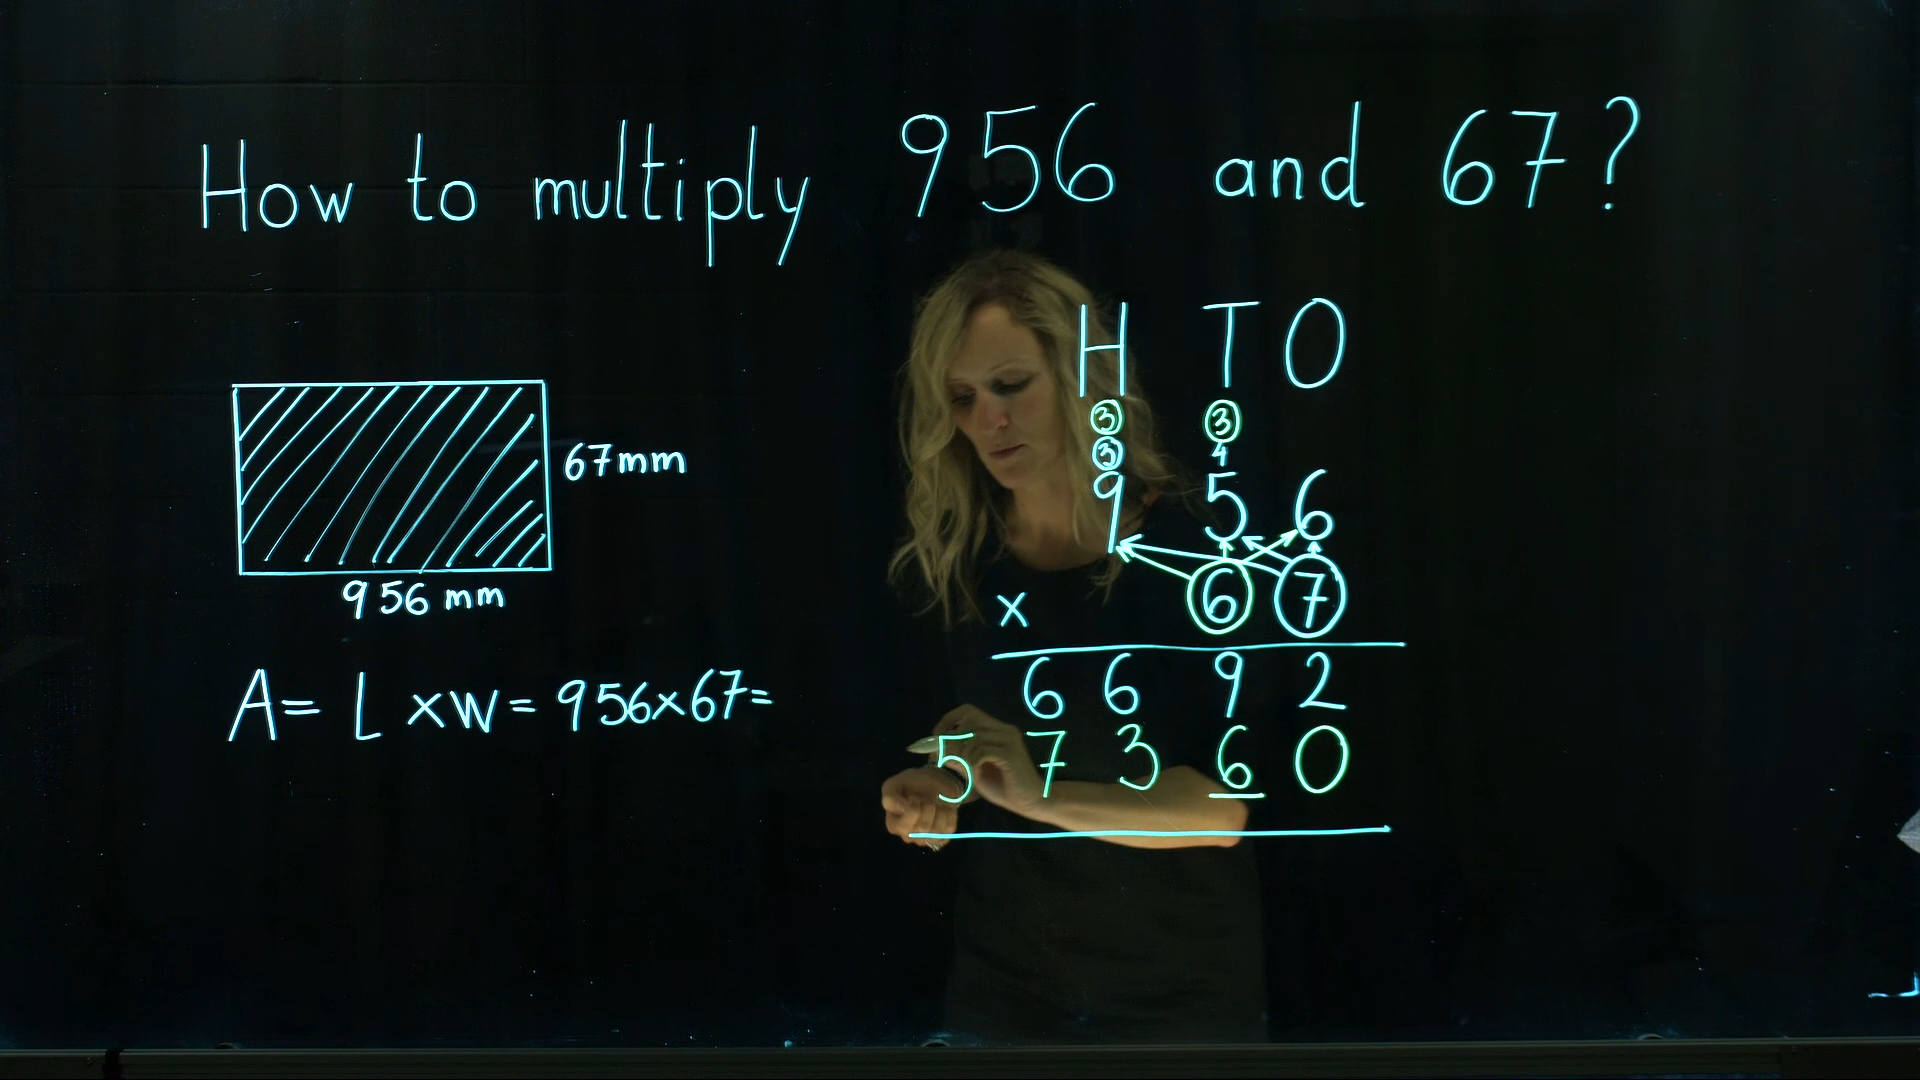 How to multiply 956 and 67?
H T O
3 3
3 4
9 5 6
67mm
x 6 7
956 mm
6 6 9 2
A = L x W = 956x67=
5 7 3 6 0